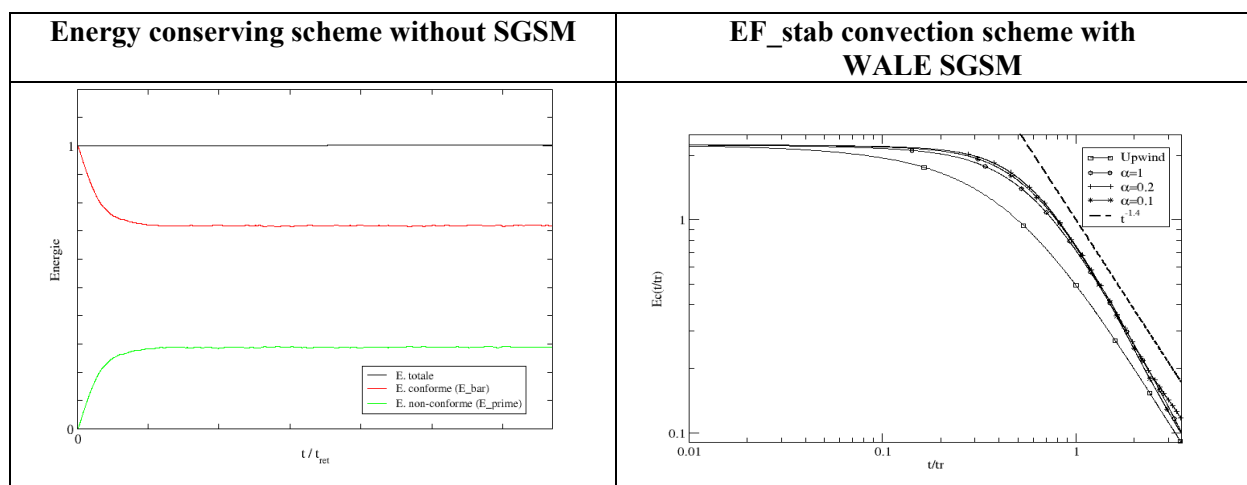 Energy conserving scheme without SGSM
EF_stab convection scheme with
WALE SGSM
Energie
1
0
0
E. totale
E. conforme (E_bar)
E. non-conforme (E_prime)
t / t_ret
Ec(t/tr)
1
0.1
0.01
0.1
1
Upwind
α=1
α=0.2
α=0.1
t^-1.4
t/tr